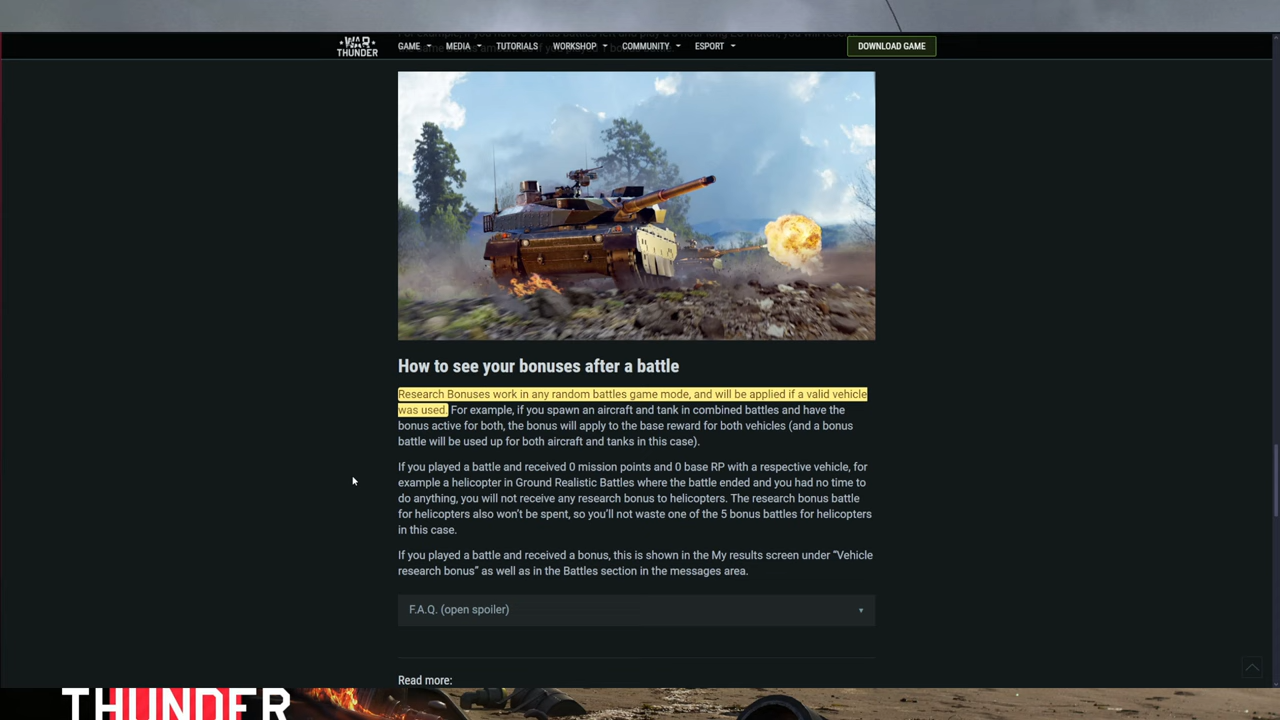 WAR
THUNDER
GAME
MEDIA
TUTORIALS
WORKSHOP
COMMUNITY
ESPORT
DOWNLOAD GAME
How to see your bonuses after a battle
Research Bonuses work in any random battles game mode, and will be applied if a valid vehicle
was used. For example, if you spawn an aircraft and tank in combined battles and have the
bonus active for both, the bonus will apply to the base reward for both vehicles (and a bonus
battle will be used up for both aircraft and tanks in this case).
If you played a battle and received 0 mission points and 0 base RP with a respective vehicle, for
example a helicopter in Ground Realistic Battles where the battle ended and you had no time to
do anything, you will not receive any research bonus to helicopters. The research bonus battle
for helicopters also won't be spent, so you'll not waste one of the 5 bonus battles for helicopters
in this case.
If you played a battle and received a bonus, this is shown in the My results screen under “Vehicle
research bonus” as well as in the Battles section in the messages area.
F.A.Q. (open spoiler)
Read more:
THUNDER